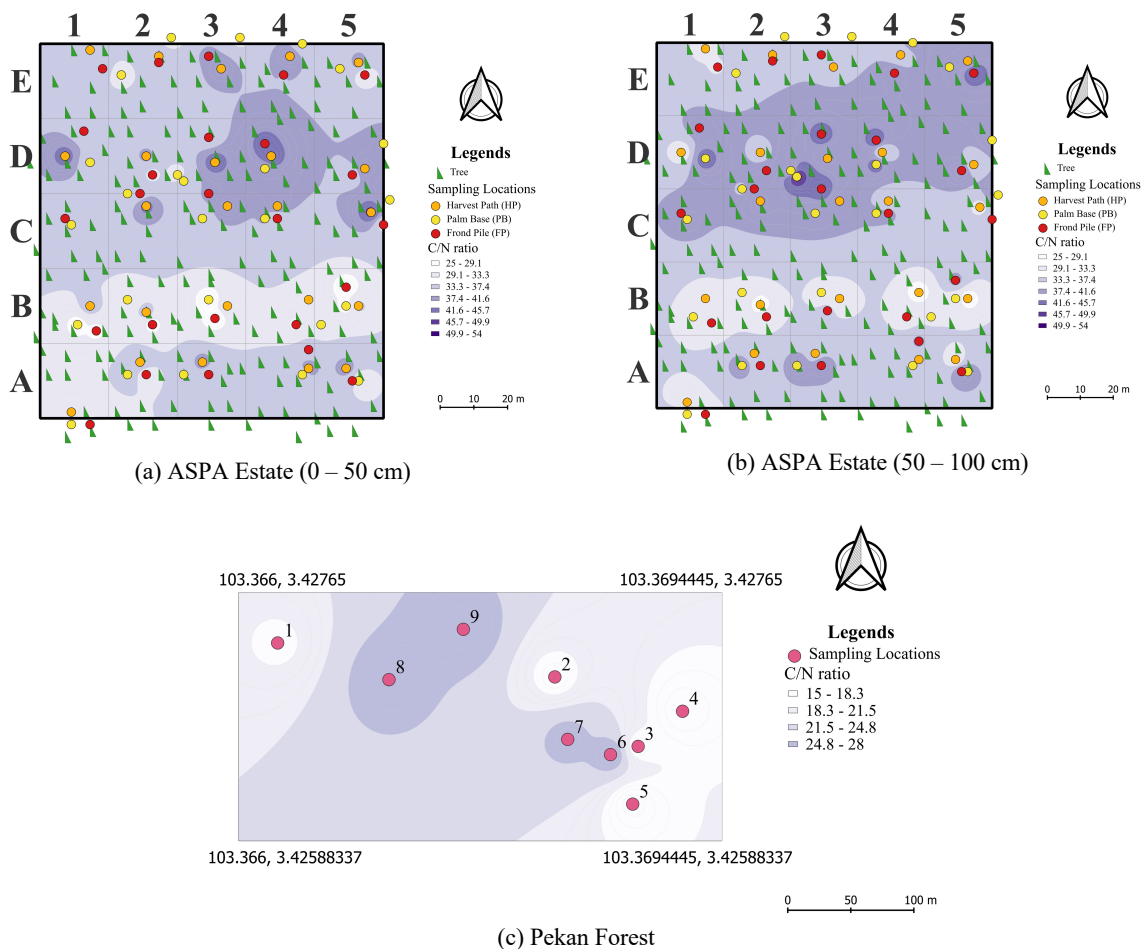 1 2 3 4 5
E
D
C
B
A
Legends
Tree
Sampling Locations
Harvest Path (HP)
Palm Base (PB)
Frond Pile (FP)
C/N ratio
25 - 29.1
29.1 - 33.3
33.3 - 37.4
37.4 - 41.6
41.6 - 45.7
45.7 - 49.9
49.9 - 54
0 10 20 m
(a) ASPA Estate (0 – 50 cm)
1 2 3 4 5
E
D
C
B
A
Legends
Tree
Sampling Locations
Harvest Path (HP)
Palm Base (PB)
Frond Pile (FP)
C/N ratio
25 - 29.1
29.1 - 33.3
33.3 - 37.4
37.4 - 41.6
41.6 - 45.7
45.7 - 49.9
49.9 - 54
0 10 20 m
(b) ASPA Estate (50 – 100 cm)
103.366, 3.42765 103.3694445, 3.42765
1
9
8
2
4
7
3
6
5
103.366, 3.42588337 103.3694445, 3.42588337
Legends
Sampling Locations
C/N ratio
15 - 18.3
18.3 - 21.5
21.5 - 24.8
24.8 - 28
0 50 100 m
(c) Pekan Forest